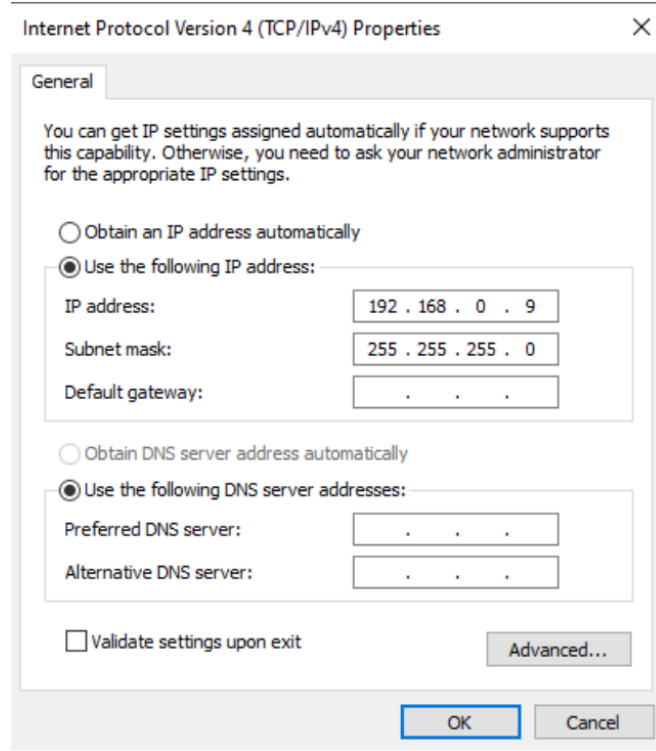 Internet Protocol Version 4 (TCP/IPv4) Properties
General
You can get IP settings assigned automatically if your network supports
this capability. Otherwise, you need to ask your network administrator
for the appropriate IP settings.
Obtain an IP address automatically
Use the following IP address:
IP address: 192 . 168 . 0 . 9
Subnet mask: 255 . 255 . 255 . 0
Default gateway: . . .
Obtain DNS server address automatically
Use the following DNS server addresses:
Preferred DNS server: . . .
Alternative DNS server: . . .
Validate settings upon exit
Advanced...
OK Cancel